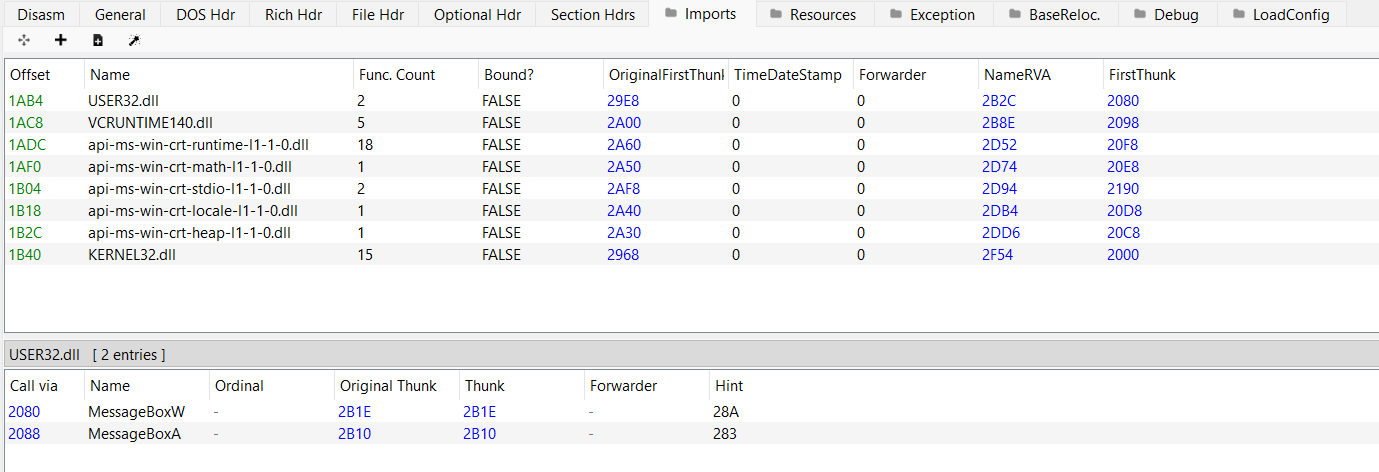 Disasm General DOS Hdr Rich Hdr File Hdr Optional Hdr Section Hdrs Imports Resources Exception BaseReloc. Debug LoadConfig
Offset Name Func. Count Bound? OriginalFirstThunk TimeDateStamp Forwarder NameRVA FirstThunk
1AB4 USER32.dll 2 FALSE 29E8 0 0 2B2C 2080
1AC8 VCRUNTIME140.dll 5 FALSE 2A00 0 0 2B8E 2098
1ADC api-ms-win-crt-runtime-l1-1-0.dll 18 FALSE 2A60 0 0 2D52 20F8
1AF0 api-ms-win-crt-math-l1-1-0.dll 1 FALSE 2A50 0 0 2D74 20E8
1B04 api-ms-win-crt-stdio-l1-1-0.dll 2 FALSE 2AF8 0 0 2D94 2190
1B18 api-ms-win-crt-locale-l1-1-0.dll 1 FALSE 2A40 0 0 2DB4 20D8
1B2C api-ms-win-crt-heap-l1-1-0.dll 1 FALSE 2A30 0 0 2DD6 20C8
1B40 KERNEL32.dll 15 FALSE 2968 0 0 2F54 2000
USER32.dll [ 2 entries ]
Call via Name Ordinal Original Thunk Thunk Forwarder Hint
2080 MessageBoxW - 2B1E 2B1E - 28A
2088 MessageBoxA - 2B10 2B10 - 283